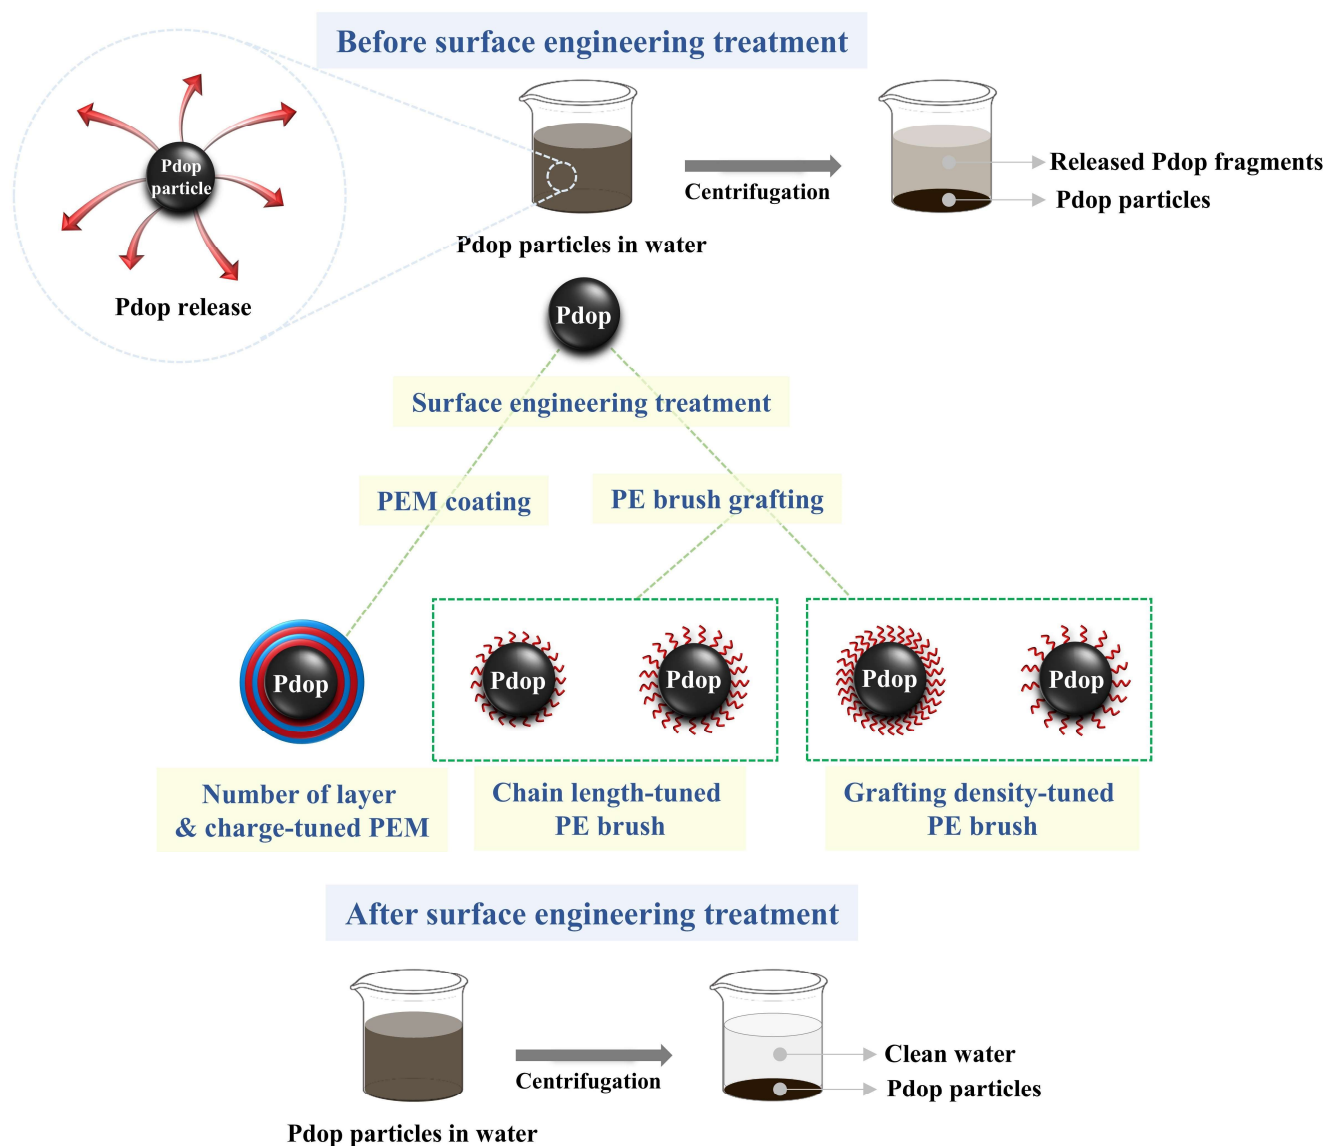 Before surface engineering treatment
Pdop
particle
Pdop release
Centrifugation
Released Pdop fragments
Pdop particles
Pdop particles in water
Pdop
Surface engineering treatment
PEM coating
PE brush grafting
Pdop
Pdop
Pdop
Pdop
Pdop
Number of layer
& charge-tuned PEM
Chain length-tuned
PE brush
Grafting density-tuned
PE brush
After surface engineering treatment
Centrifugation
Clean water
Pdop particles
Pdop particles in water